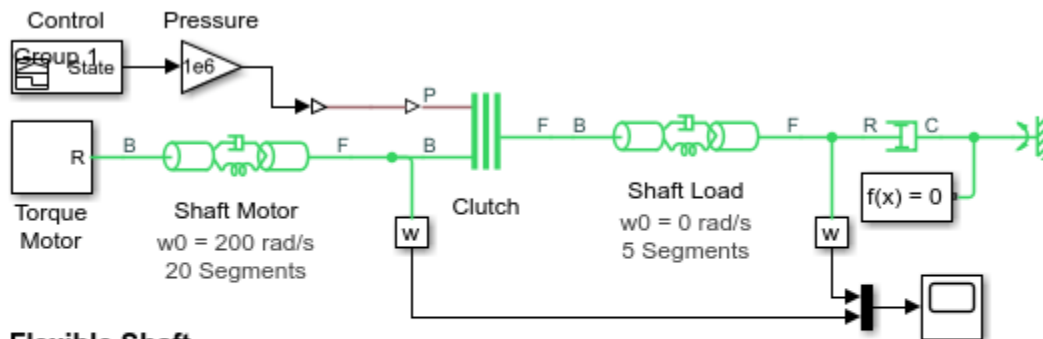 Control
Pressure
Group 1
State
1e6
P
R
B
F
B
F
B
F
R
C
Torque
Motor
Shaft Motor
w0 = 200 rad/s
20 Segments
Clutch
Shaft Load
w0 = 0 rad/s
5 Segments
f(x) = 0
w
w
Flexible Shaft